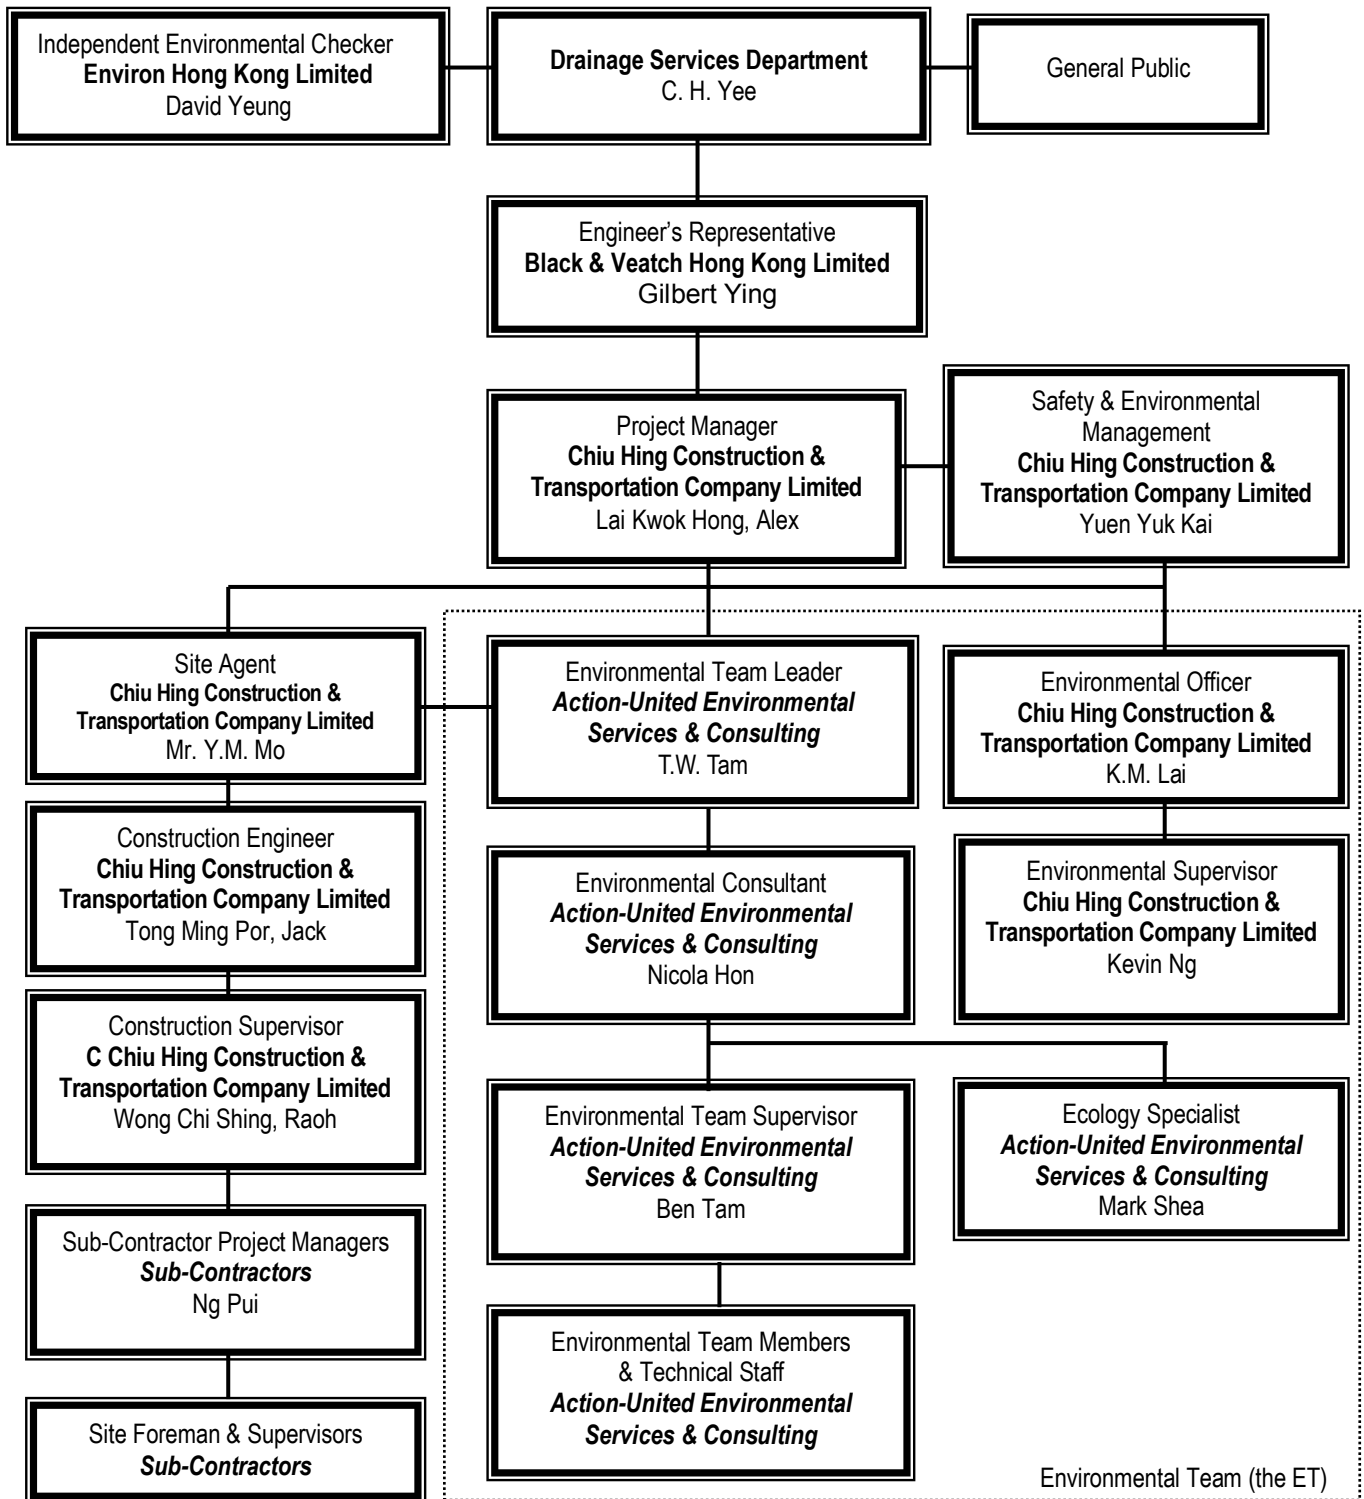 Independent Environmental Checker
Environ Hong Kong Limited
David Yeung
Drainage Services Department
C. H. Yee
General Public
Engineer’s Representative
Black & Veatch Hong Kong Limited
Gilbert Ying
Project Manager
Chiu Hing Construction &
Transportation Company Limited
Lai Kwok Hong, Alex
Safety & Environmental
Management
Chiu Hing Construction &
Transportation Company Limited
Yuen Yuk Kai
Site Agent
Chiu Hing Construction &
Transportation Company Limited
Mr. Y.M. Mo
Environmental Team Leader
Action-United Environmental
Services & Consulting
T.W. Tam
Environmental Officer
Chiu Hing Construction &
Transportation Company Limited
K.M. Lai
Construction Engineer
Chiu Hing Construction &
Transportation Company Limited
Tong Ming Por, Jack
Environmental Consultant
Action-United Environmental
Services & Consulting
Nicola Hon
Environmental Supervisor
Chiu Hing Construction &
Transportation Company Limited
Kevin Ng
Construction Supervisor
C Chiu Hing Construction &
Transportation Company Limited
Wong Chi Shing, Raoh
Environmental Team Supervisor
Action-United Environmental
Services & Consulting
Ben Tam
Ecology Specialist
Action-United Environmental
Services & Consulting
Mark Shea
Sub-Contractor Project Managers
Sub-Contractors
Ng Pui
Environmental Team Members
& Technical Staff
Action-United Environmental
Services & Consulting
Site Foreman & Supervisors
Sub-Contractors
Environmental Team (the ET)